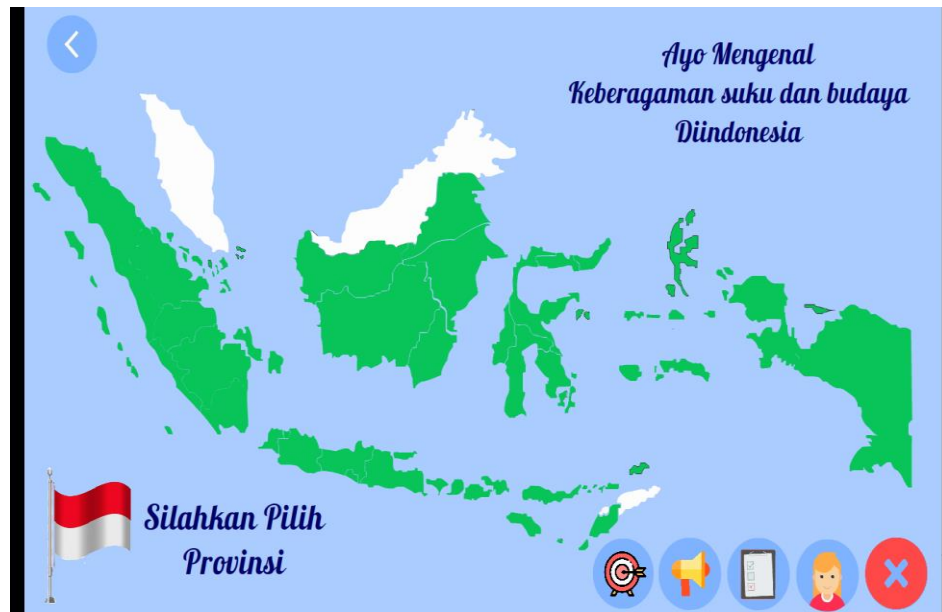 Ayo Mengenal
Keberagaman suku dan budaya
Diindonesia
Silahkan Pilih
Provinsi